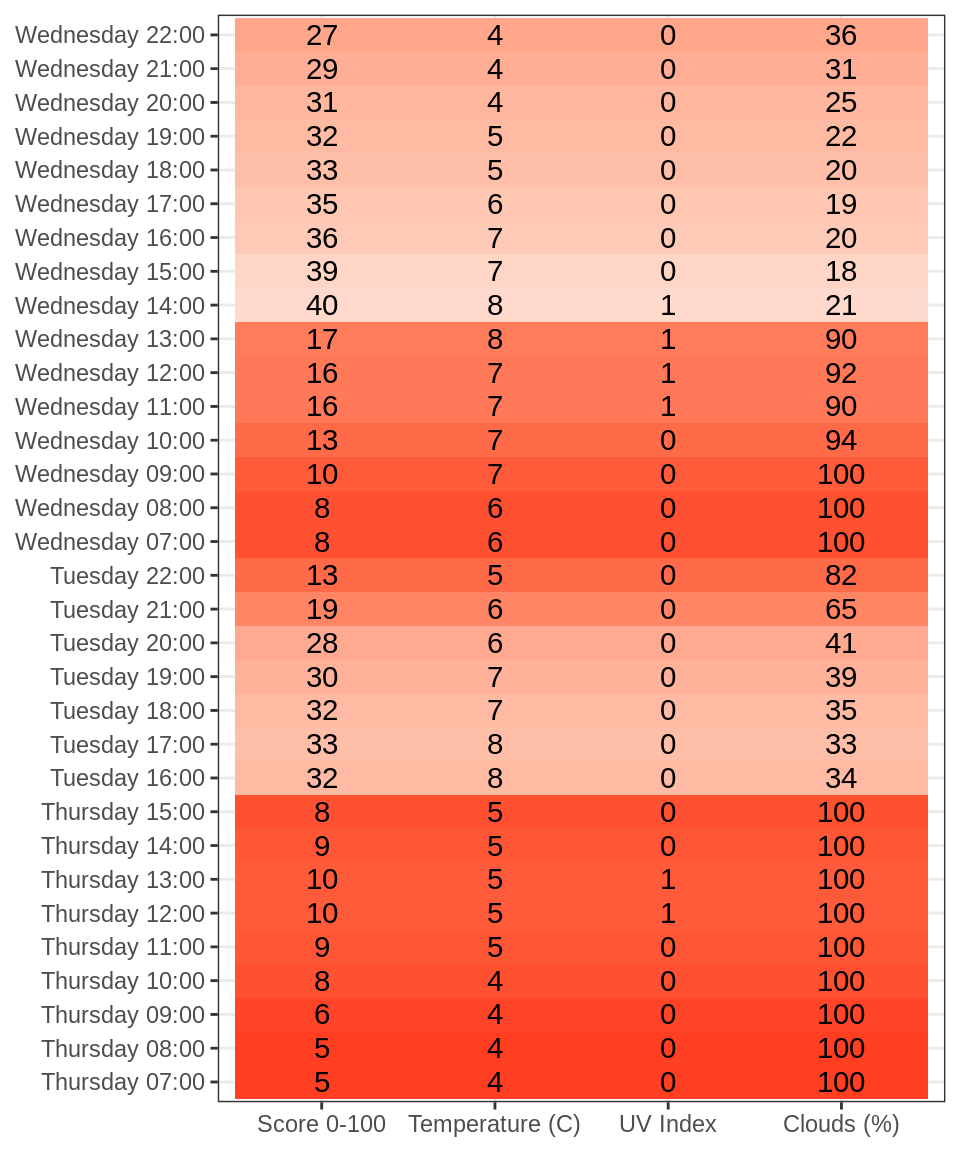 Wednesday 22:00 27 4 0 36
Wednesday 21:00 29 4 0 31
Wednesday 20:00 31 4 0 25
Wednesday 19:00 32 5 0 22
Wednesday 18:00 33 5 0 20
Wednesday 17:00 35 6 0 19
Wednesday 16:00 36 7 0 20
Wednesday 15:00 39 7 0 18
Wednesday 14:00 40 8 1 21
Wednesday 13:00 17 8 1 90
Wednesday 12:00 16 7 1 92
Wednesday 11:00 16 7 1 90
Wednesday 10:00 13 7 0 94
Wednesday 09:00 10 7 0 100
Wednesday 08:00 8 6 0 100
Wednesday 07:00 8 6 0 100
Tuesday 22:00 13 5 0 82
Tuesday 21:00 19 6 0 65
Tuesday 20:00 28 6 0 41
Tuesday 19:00 30 7 0 39
Tuesday 18:00 32 7 0 35
Tuesday 17:00 33 8 0 33
Tuesday 16:00 32 8 0 34
Thursday 15:00 8 5 0 100
Thursday 14:00 9 5 0 100
Thursday 13:00 10 5 1 100
Thursday 12:00 10 5 1 100
Thursday 11:00 9 5 0 100
Thursday 10:00 8 4 0 100
Thursday 09:00 6 4 0 100
Thursday 08:00 5 4 0 100
Thursday 07:00 5 4 0 100
Score 0-100 Temperature (C) UV Index Clouds (%)